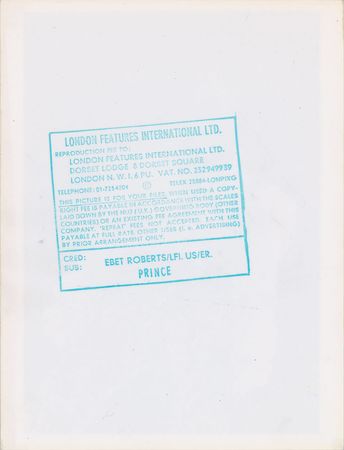 LONDON FEATURES INTERNATIONAL LTD.
REPRODUCTION FEE TO:
LONDON FEATURES INTERNATIONAL LTD.
DORSET LODGE 8 DORSET SQUARE
LONDON N.W.1. 6 PU. VAT. NO. 232949939
TELEPHONE: 01-7234204 © TELEX 25884-LONPIXG
THIS PICTURE IS FOR YOUR FILES. WHEN USED A COPY-
RIGHT FEE IS PAYABLE IN ACCORDANCE WITH THE SCALES
LAID DOWN BY THE NUJ (U.K.) GOVERNING BODY (OTHER
COUNTRIES) OR AN EXISTING FEE AGREEMENT WITH THIS
COMPANY. 'REPEAT' FEES NOT ACCEPTED. EACH USE
PAYABLE AT FULL RATE. OTHER USES (i. e. ADVERTISING)
BY PRIOR ARRANGEMENT ONLY.
CRED: EBET ROBERTS/LFI. US/ER.
SUB: PRINCE